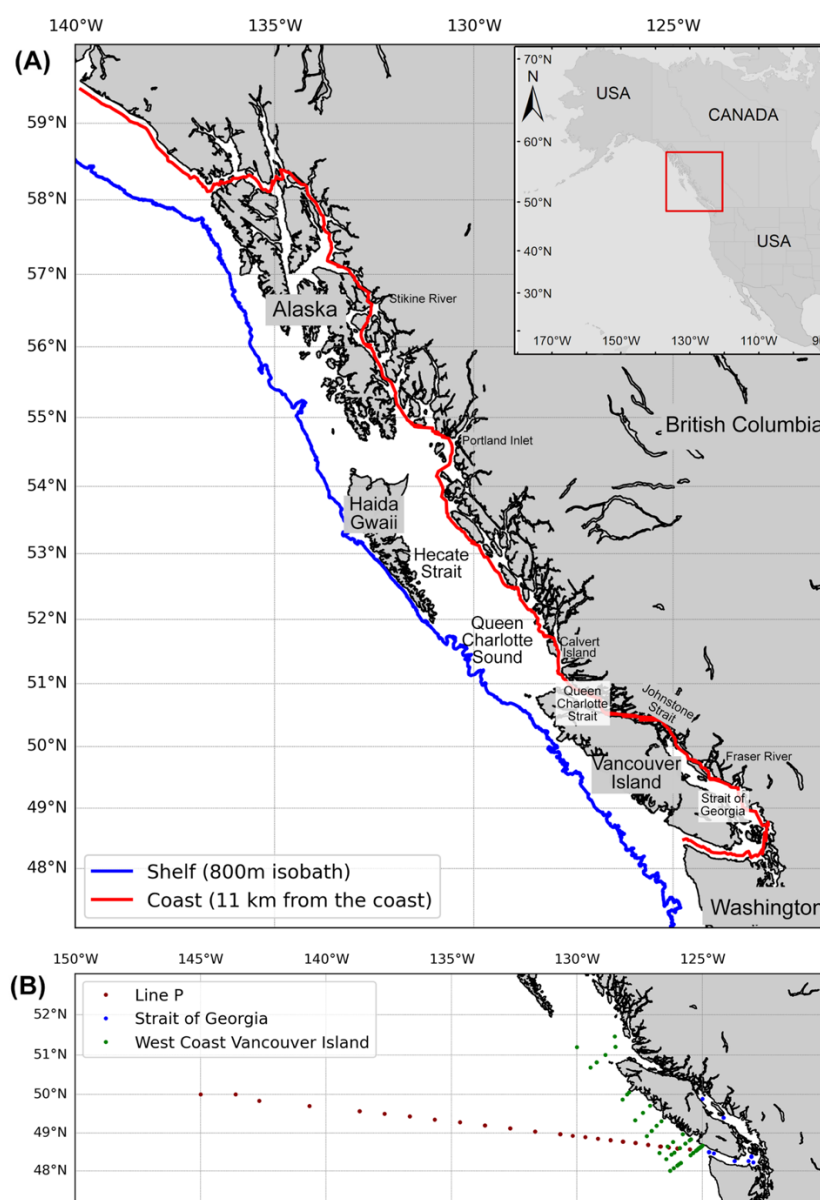 140°W 135°W 130°W 125°W
(A)
59°N
58°N
57°N
56°N
55°N
54°N
53°N
52°N
51°N
50°N
49°N
48°N
70°N
N
60°N
50°N
40°N
30°N
170°W 150°W 130°W 110°W 90
USA
CANADA
USA
Alaska
Stikine River
British Columbia
Portland Inlet
Haida
Gwaii
Hecate
Strait
Queen
Charlotte
Sound
Calvert
Island
Queen
Charlotte
Strait
Johnstone
Strait
Vancouver
Island
Fraser River
Strait of
Georgia
Washington
Shelf (800m isobath)
Coast (11 km from the coast)
150°W 145°W 140°W 135°W 130°W 125°W
(B)
Line P
Strait of Georgia
West Coast Vancouver Island
52°N
51°N
50°N
49°N
48°N